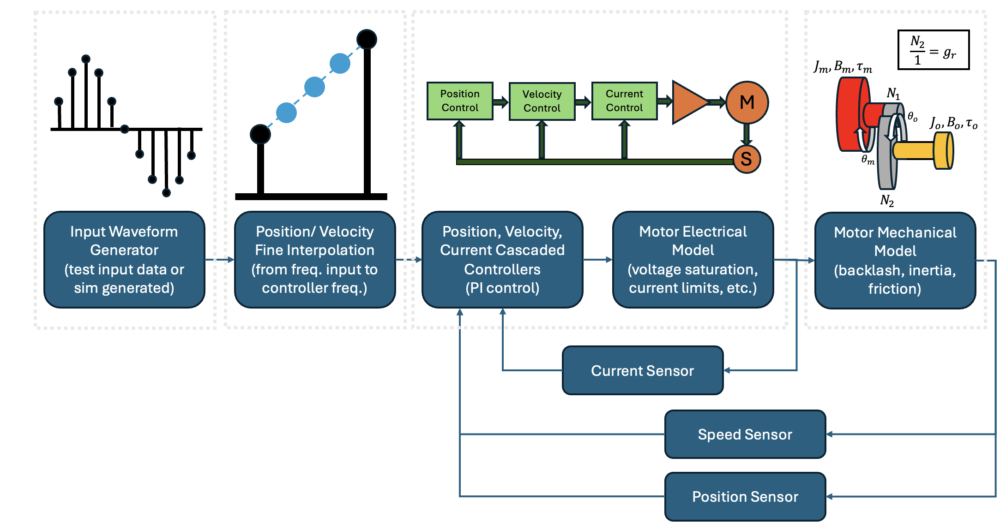 N₂
1
= gᵣ
Jₘ, Bₘ, τₘ
N₁
θₒ
Jₒ, Bₒ, τₒ
θₘ
N₂
Position
Control
Velocity
Control
Current
Control
M
S
Input Waveform
Generator
(test input data or
sim generated)
Position/ Velocity
Fine Interpolation
(from freq. input to
controller freq.)
Position, Velocity,
Current Cascaded
Controllers
(PI control)
Motor Electrical
Model
(voltage saturation,
current limits, etc.)
Motor Mechanical
Model
(backlash, inertia,
friction)
Current Sensor
Speed Sensor
Position Sensor